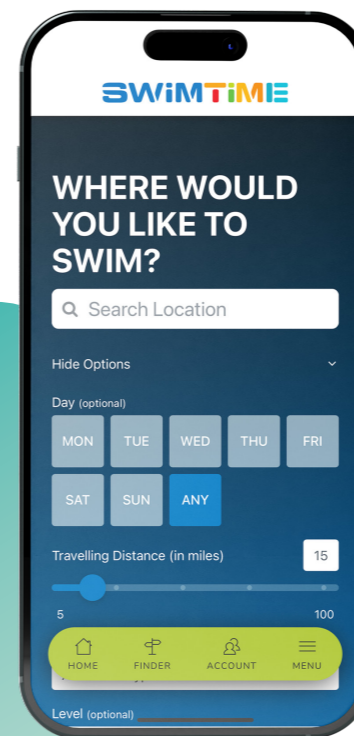 SWiMTiME
WHERE WOULD
YOU LIKE TO
SWIM?
Search Location
Hide Options
Day (optional)
MON TUE WED THU FRI
SAT SUN ANY
Travelling Distance (in miles) 15
5 100
HOME FINDER ACCOUNT MENU
Level (optional)